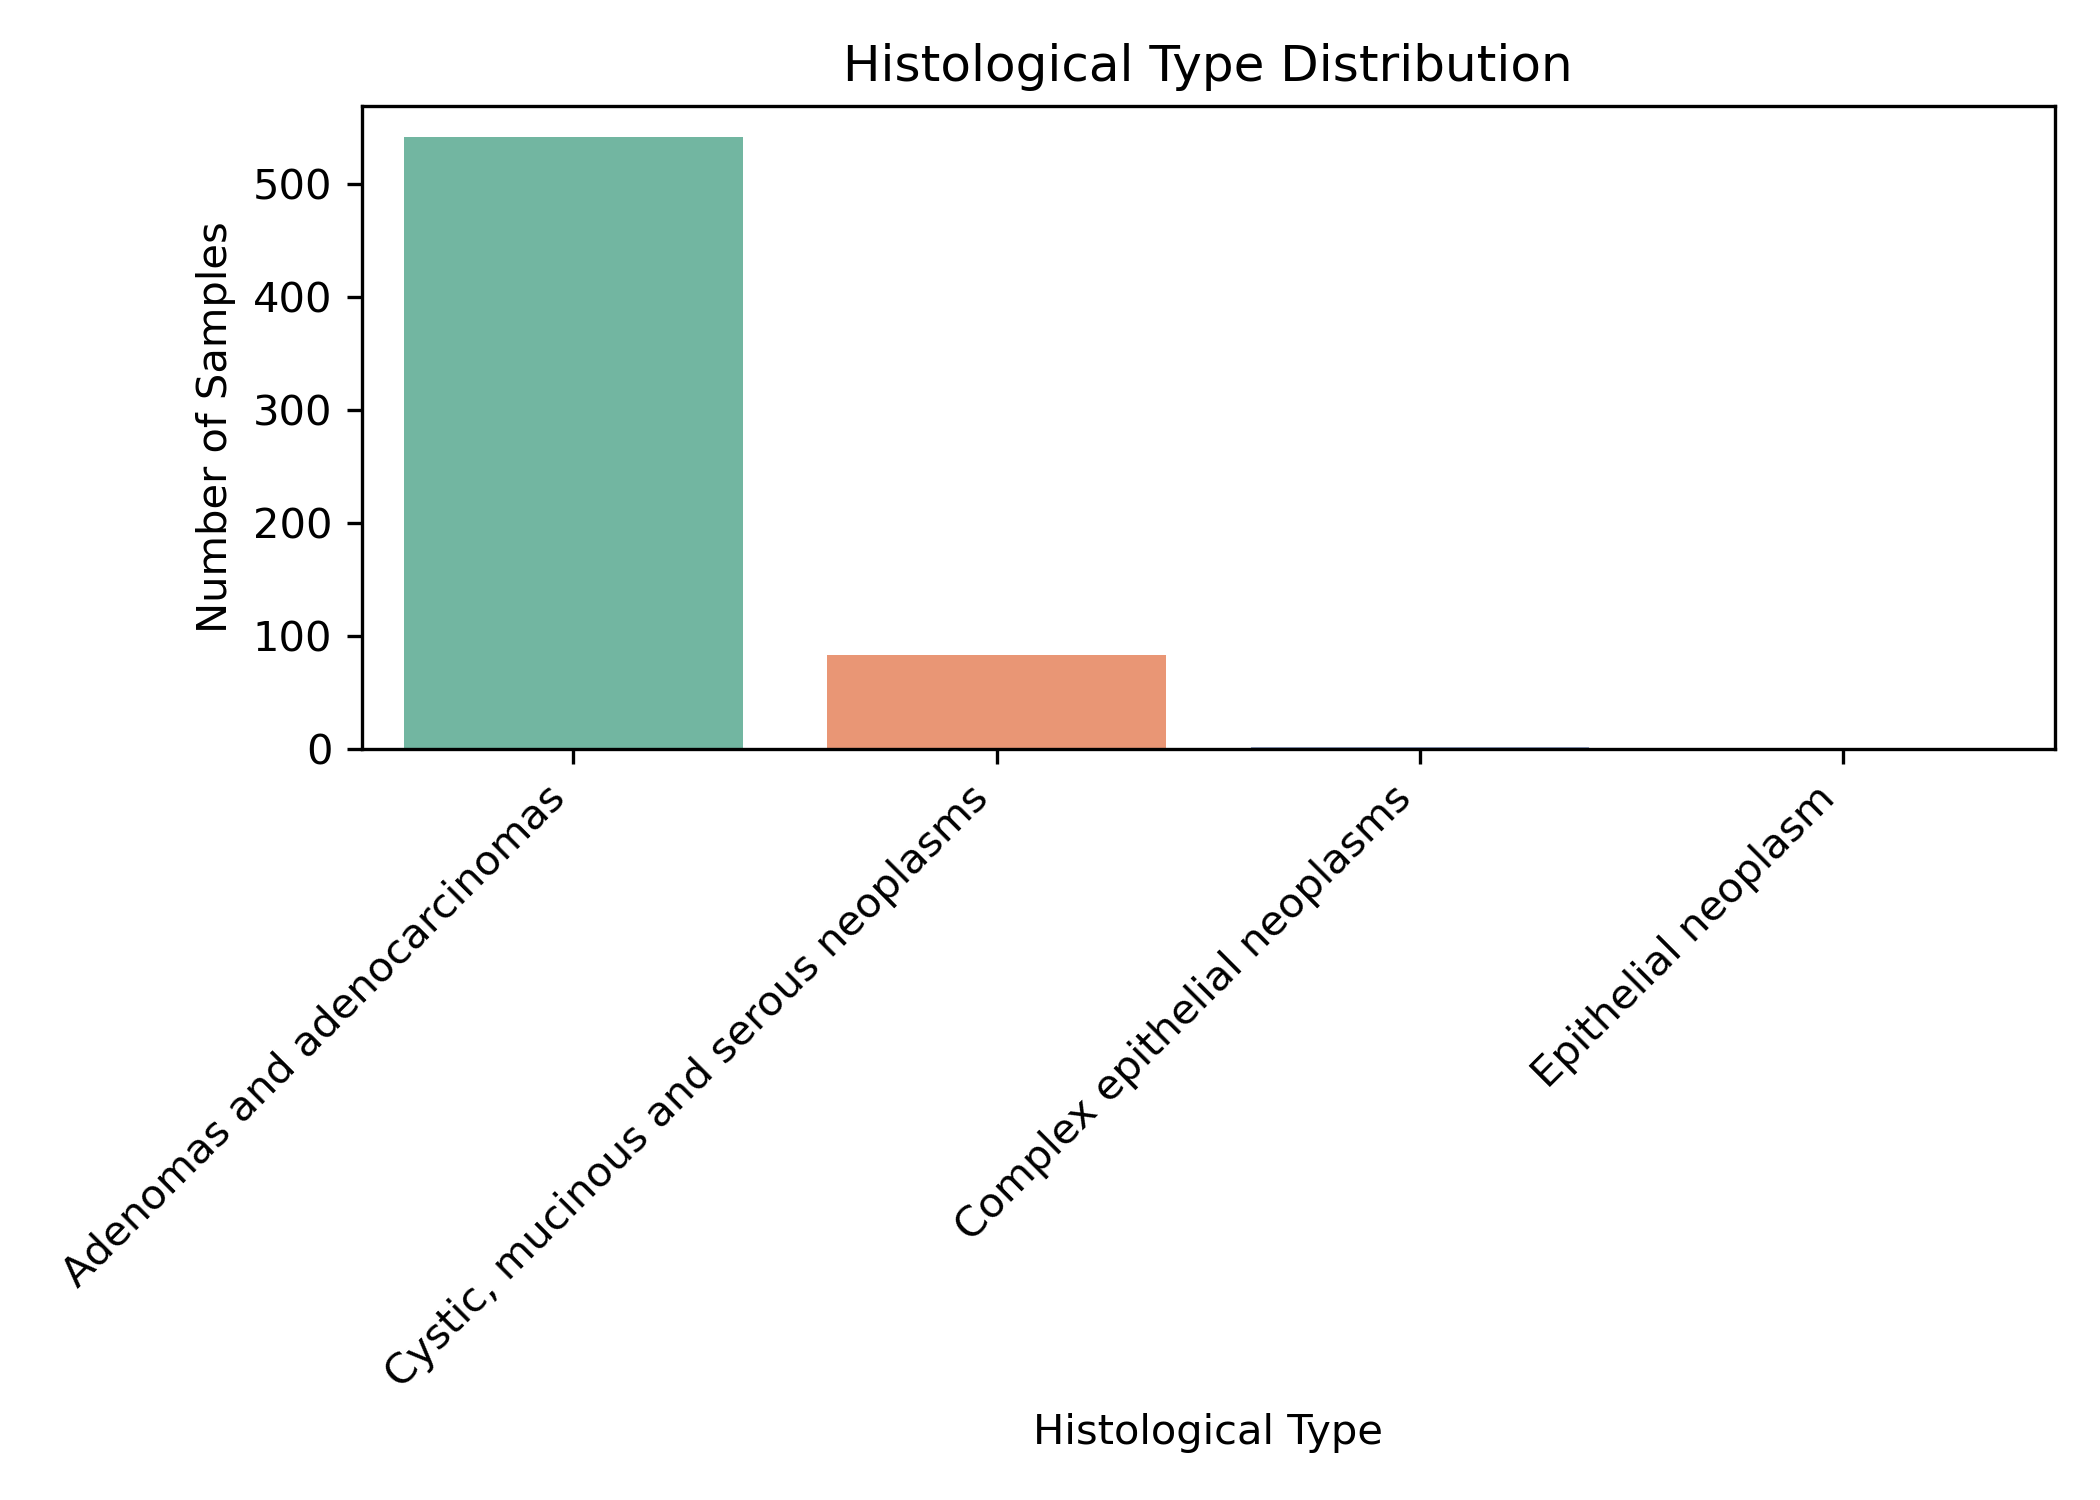 Histological Type Distribution
Number of Samples
500
400
300
200
100
0
Adenomas and adenocarcinomas
Cystic, mucinous and serous neoplasms
Complex epithelial neoplasms
Epithelial neoplasm
Histological Type